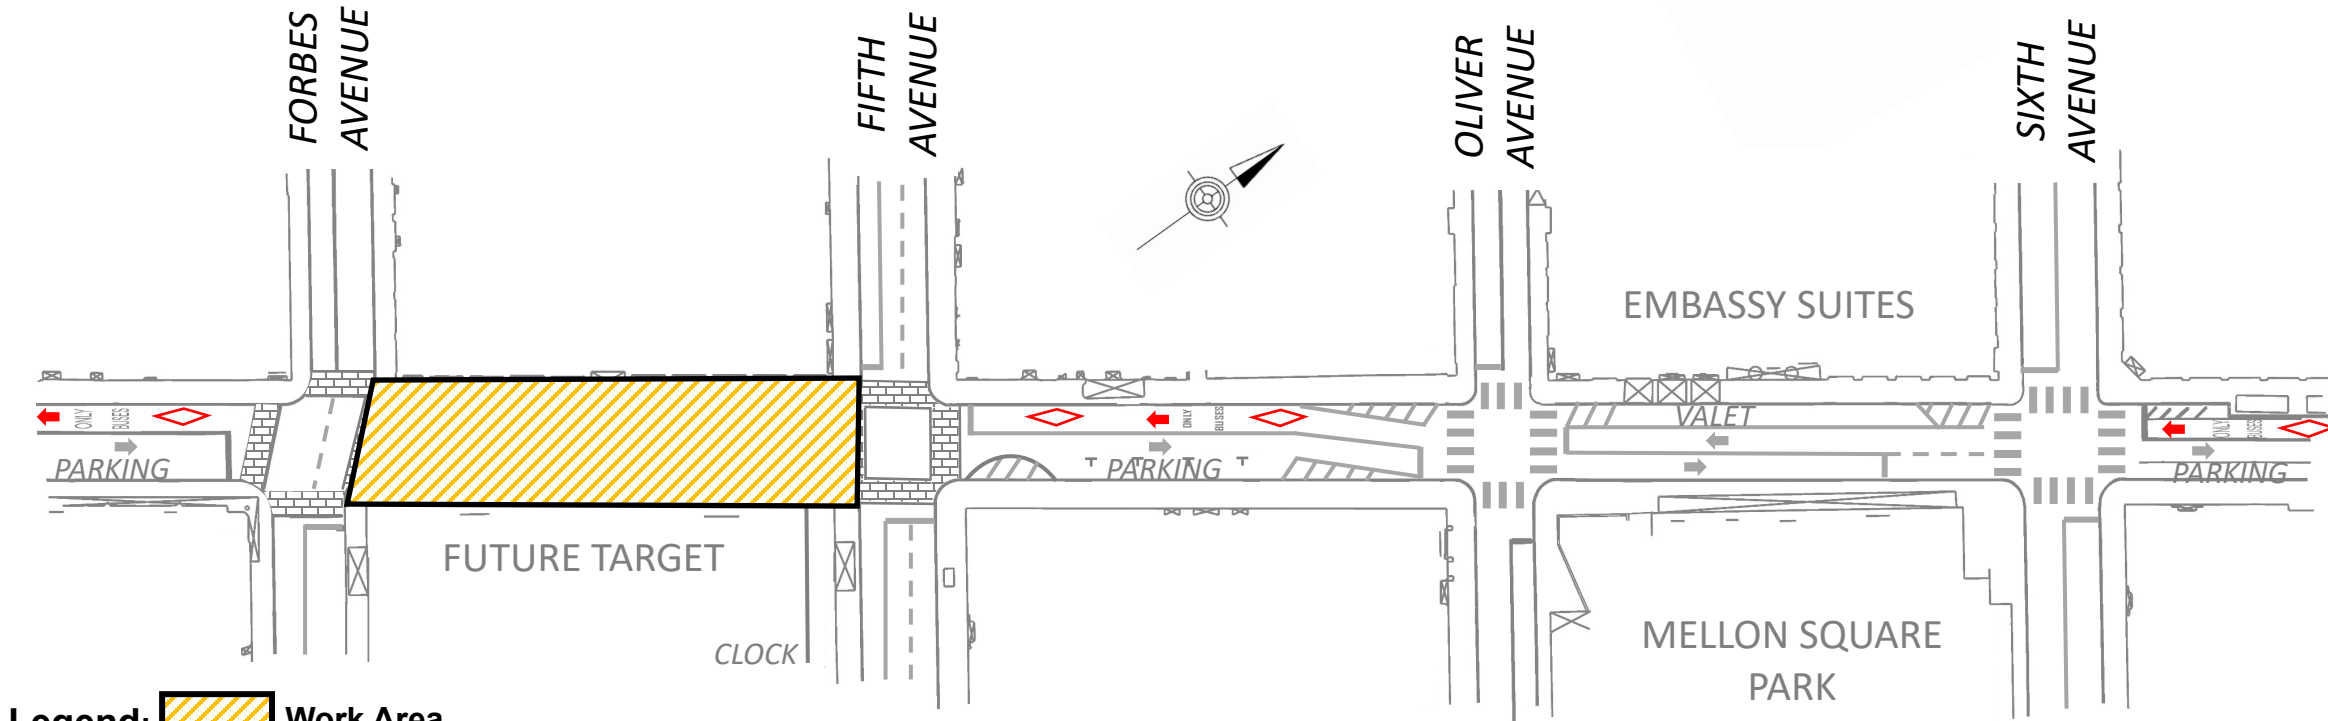 FORBES
AVENUE
FIFTH
AVENUE
OLIVER
AVENUE
SIXTH
AVENUE
EMBASSY SUITES
ONLY
BUSES
PARKING
ONLY
BUSES
PARKING
VALET
ONLY
BUSES
PARKING
FUTURE TARGET
CLOCK
MELLON SQUARE
PARK
Legend:
Work Area